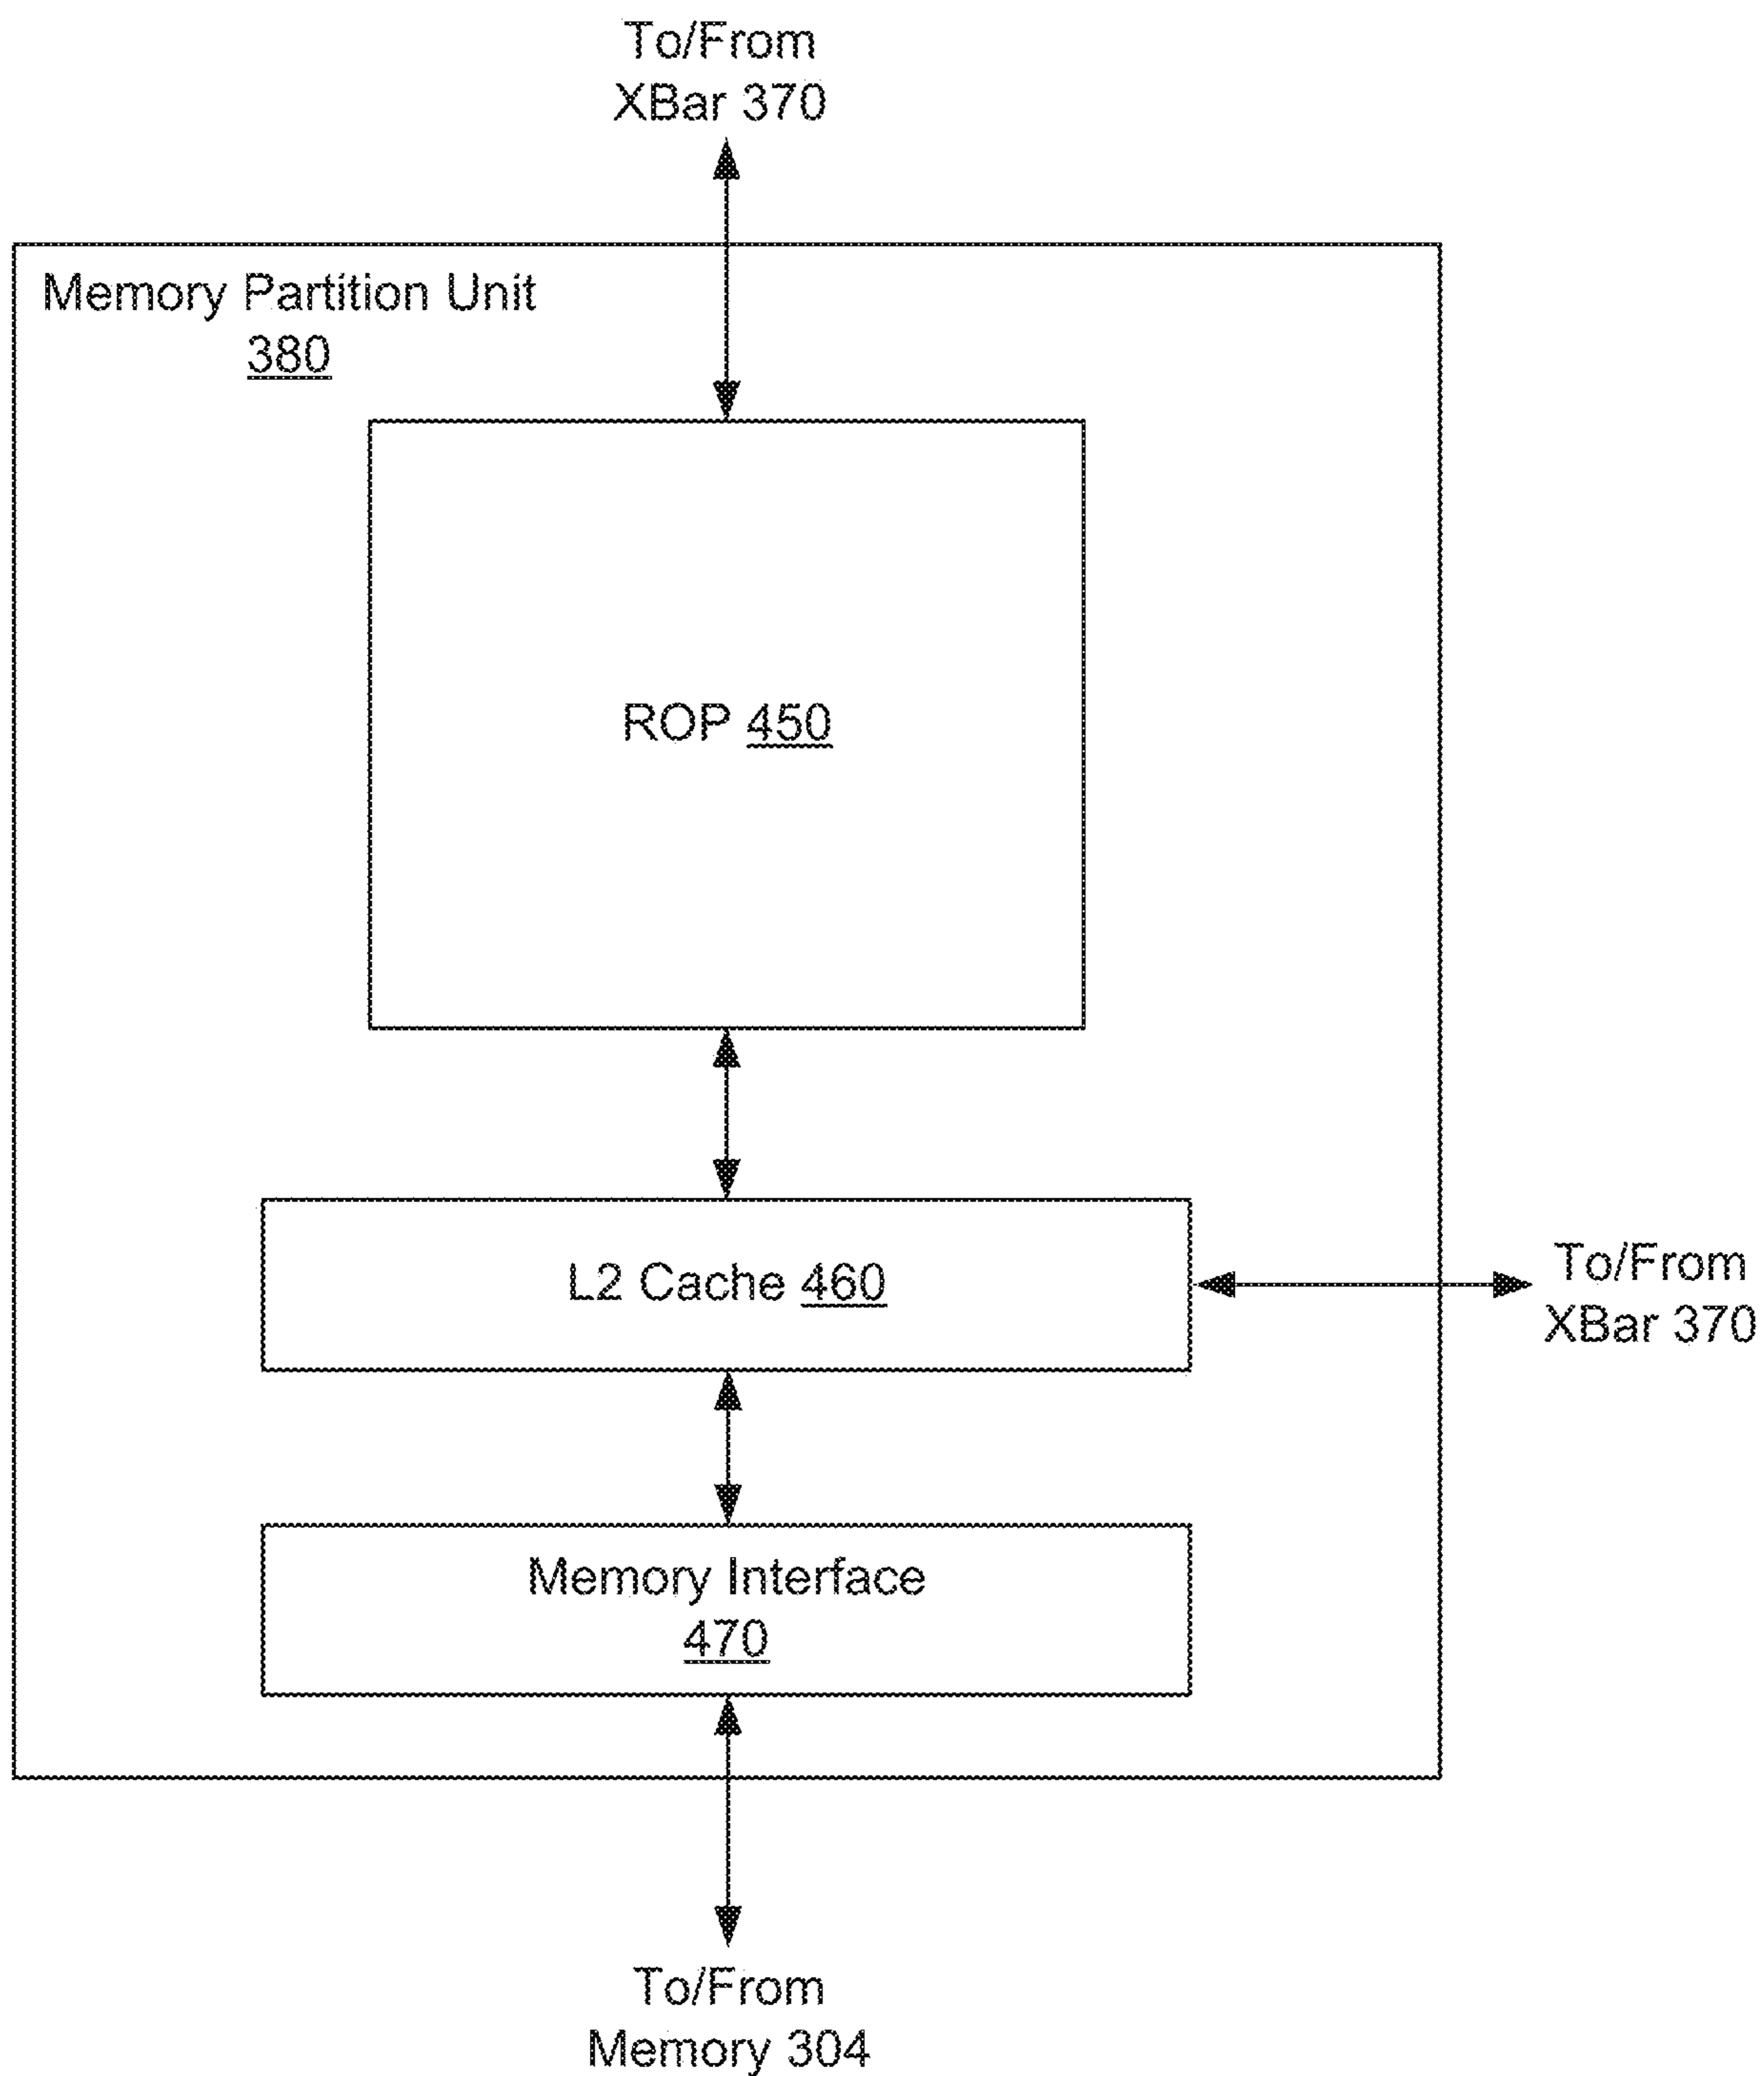 To/From
XBar 370
Memory Partition Unit
380
ROP 450
L2 Cache 460
To/From
XBar 370
Memory Interface
470
To/From
Memory 304